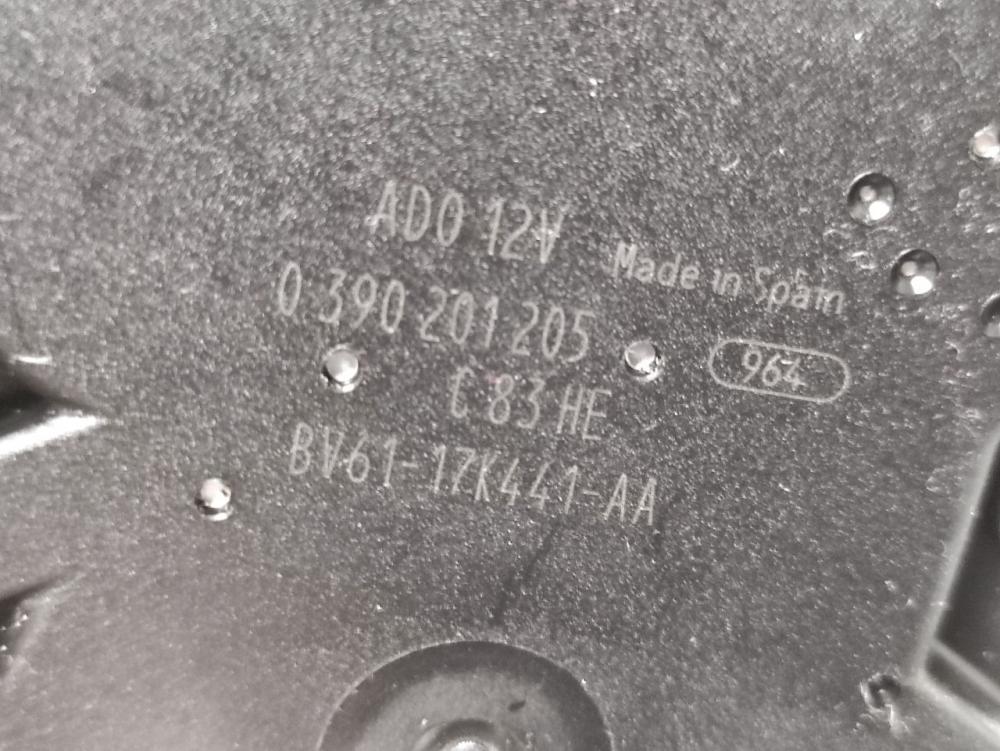 ADO 12V
Made in Spain
0 390 201 205
964
C 83 HE
BV61-17K441-AA